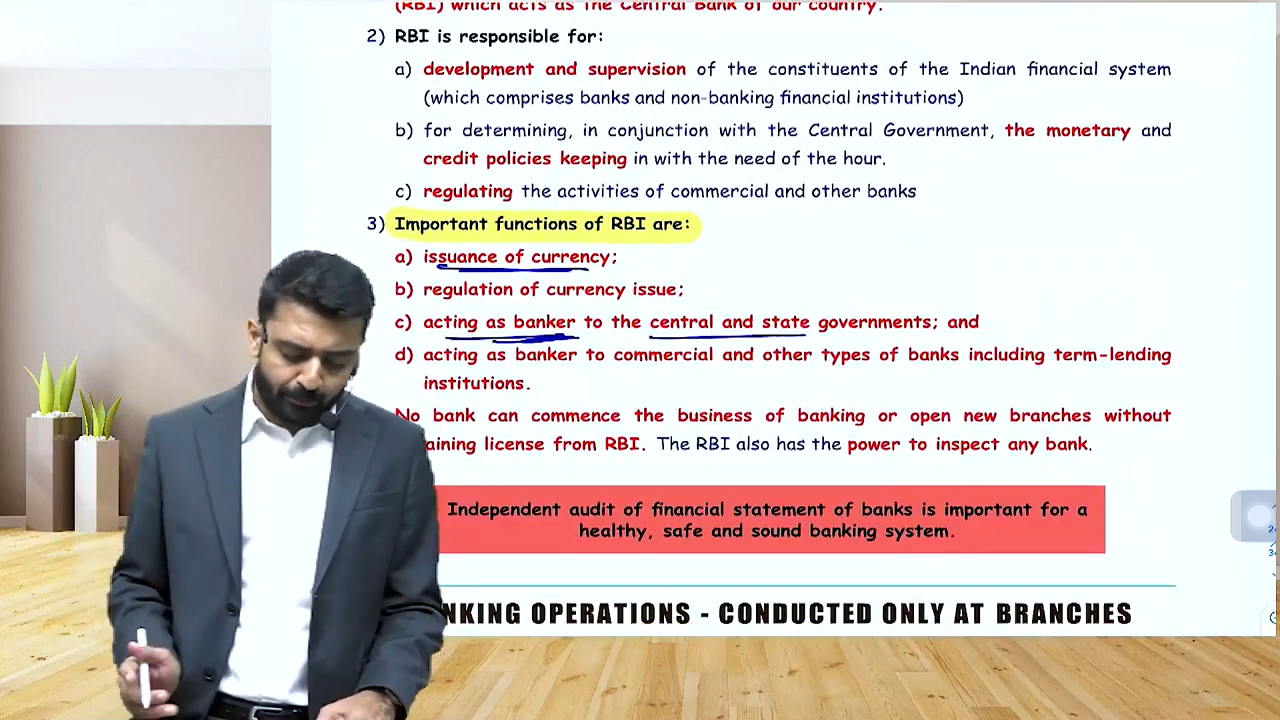 (RBI) which acts as the Central Bank of our country.
2) RBI is responsible for:
a) development and supervision of the constituents of the Indian financial system
(which comprises banks and non-banking financial institutions)
b) for determining, in conjunction with the Central Government, the monetary and
credit policies keeping in with the need of the hour.
c) regulating the activities of commercial and other banks
3) Important functions of RBI are:
a) issuance of currency;
b) regulation of currency issue;
c) acting as banker to the central and state governments; and
d) acting as banker to commercial and other types of banks including term-lending
institutions.
No bank can commence the business of banking or open new branches without
aining license from RBI. The RBI also has the power to inspect any bank.
Independent audit of financial statement of banks is important for a
healthy, safe and sound banking system.
NKING OPERATIONS - CONDUCTED ONLY AT BRANCHES